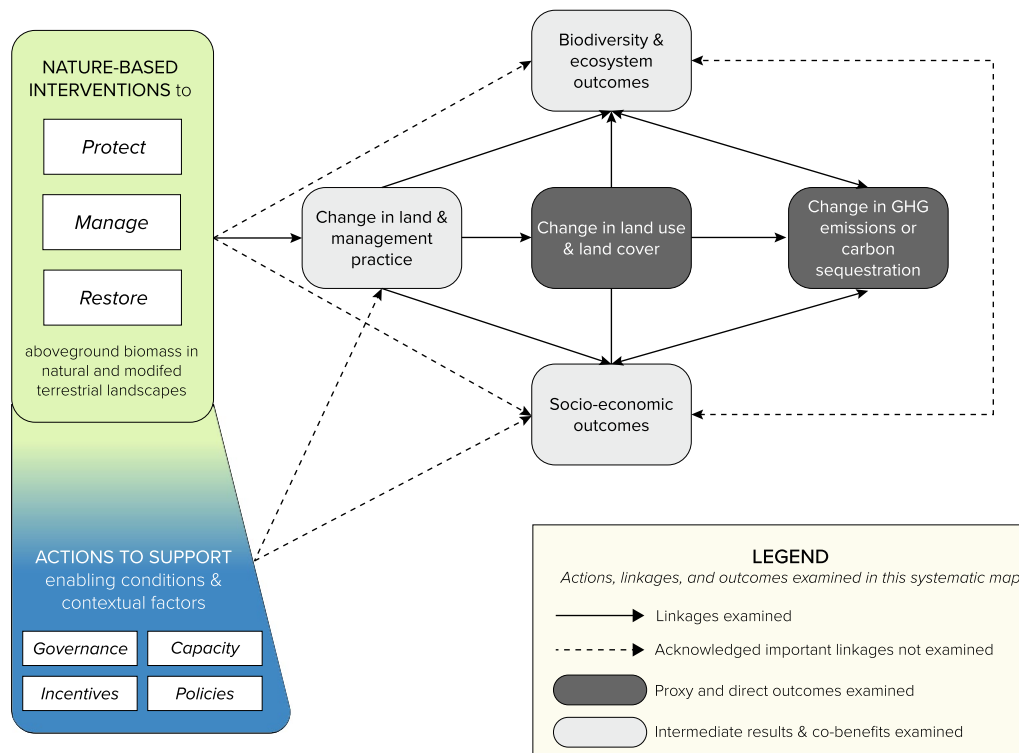 NATURE-BASED
INTERVENTIONS to
Protect
Manage
Restore
aboveground biomass in
natural and modifed
terrestrial landscapes
ACTIONS TO SUPPORT
enabling conditions &
contextual factors
Governance
Capacity
Incentives
Policies
Biodiversity &
ecosystem
outcomes
Change in land &
management
practice
Change in land use
& land cover
Change in GHG
emissions or
carbon
sequestration
Socio-economic
outcomes
LEGEND
Actions, linkages, and outcomes examined in this systematic map
Linkages examined
Acknowledged important linkages not examined
Proxy and direct outcomes examined
Intermediate results & co-benefits examined